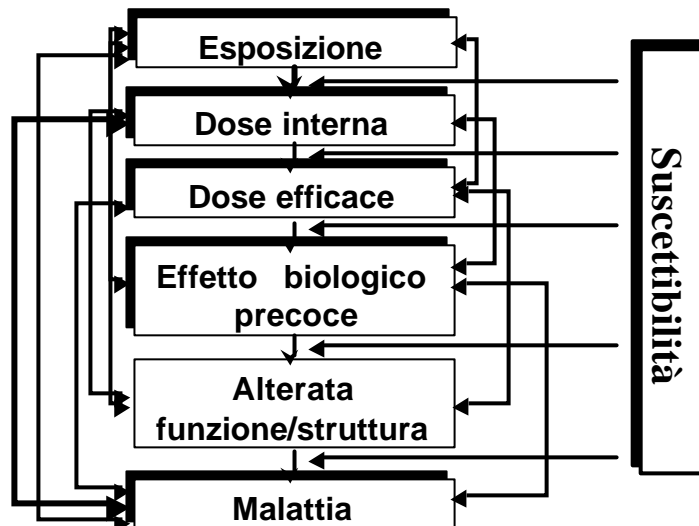 Esposizione
Dose interna
Dose efficace
Effetto biologico
precoce
Alterata
funzione/struttura
Malattia
Suscettibilità